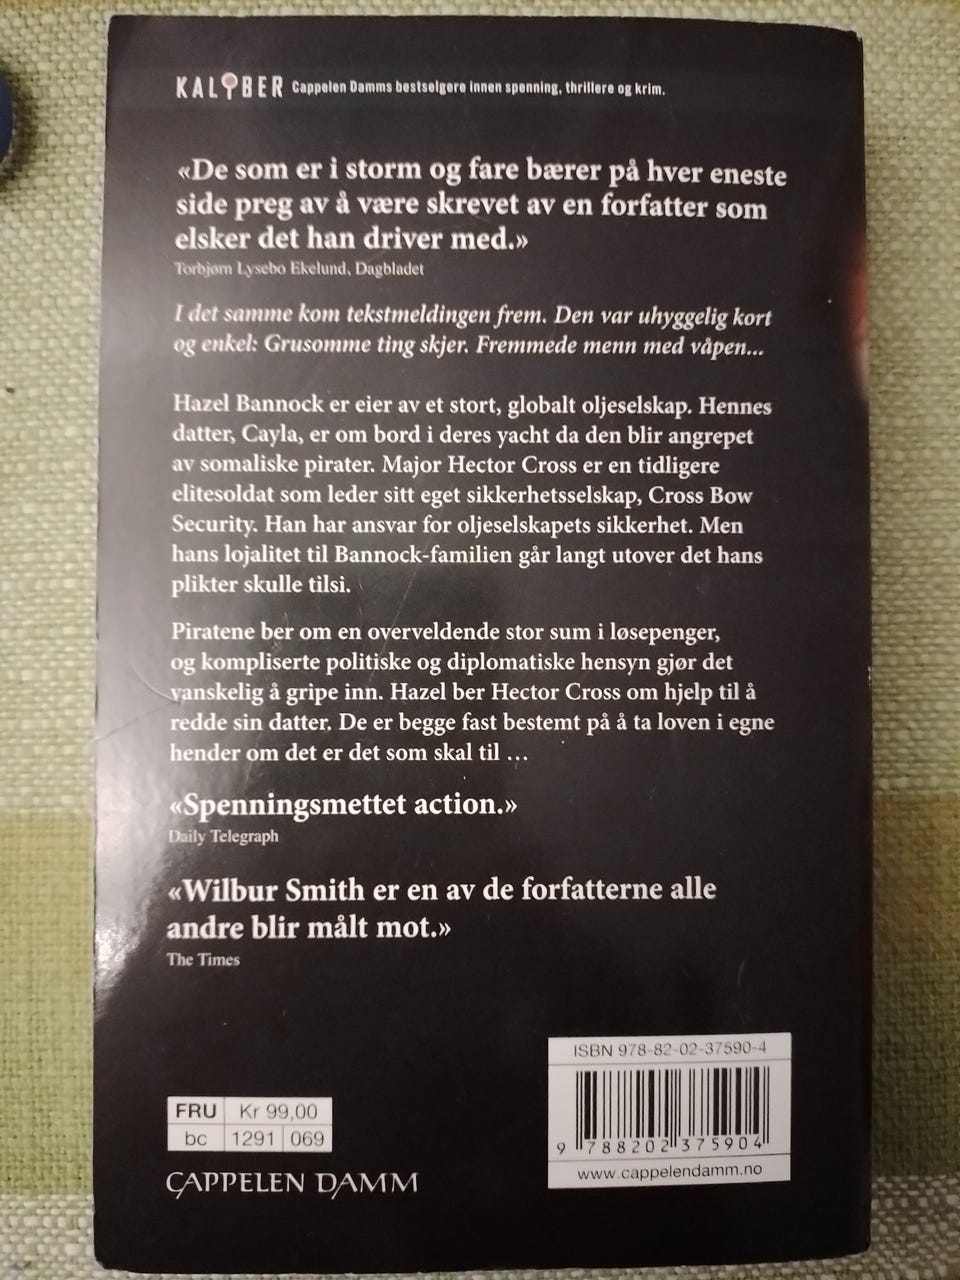 KALIBER Cappelen Damms bestselgere innen spenning, thrillere og krim.
«De som er i storm og fare bærer på hver eneste
side preg av å være skrevet av en forfatter som
elsker det han driver med.»
Torbjørn Lysebo Ekelund, Dagbladet
I det samme kom tekstmeldingen frem. Den var uhyggelig kort
og enkel: Grusomme ting skjer. Fremmede menn med våpen...
Hazel Bannock er eier av et stort, globalt oljeselskap. Hennes
datter, Cayla, er om bord i deres yacht da den blir angrepet
av somaliske pirater. Major Hector Cross er en tidligere
elitesoldat som leder sitt eget sikkerhetsselskap, Cross Bow
Security. Han har ansvar for oljeselskapets sikkerhet. Men
hans lojalitet til Bannock-familien går langt utover det hans
plikter skulle tilsi.
Piratene ber om en overveldende stor sum i løsepenger,
og kompliserte politiske og diplomatiske hensyn gjør det
vanskelig å gripe inn. Hazel ber Hector Cross om hjelp til å
redde sin datter. De er begge fast bestemt på å ta loven i egne
hender om det er det som skal til …
«Spenningsmettet action.»
Daily Telegraph
«Wilbur Smith er en av de forfatterne alle
andre blir målt mot.»
The Times
ISBN 978-82-02-37590-4
9 788202 375904
www.cappelendamm.no
FRU Kr 99,00
bc 1291 069
CAPPELEN DAMM